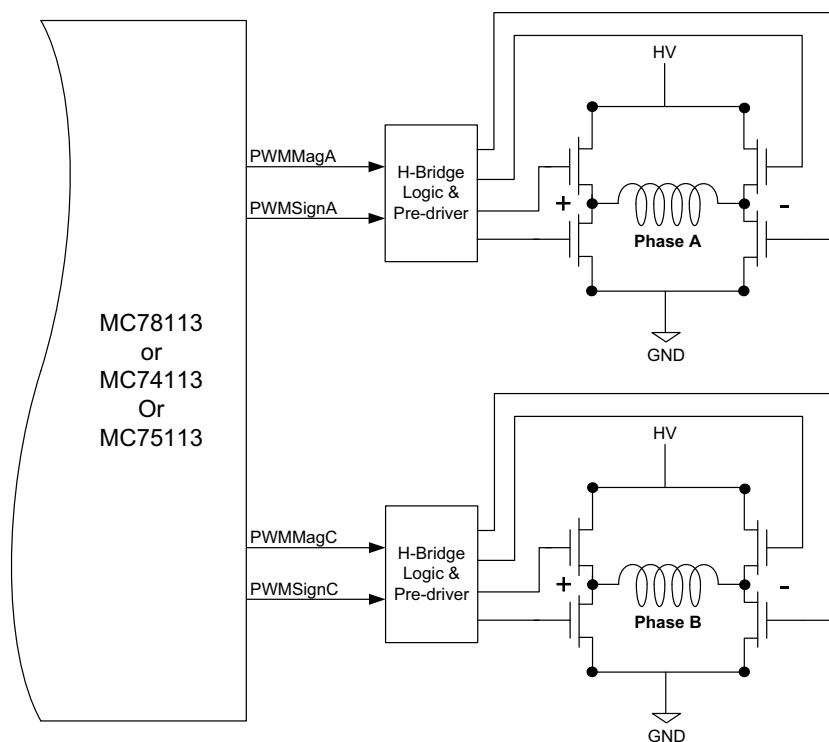 HV
PWMMagA
PWMSignA
H-Bridge
Logic &
Pre-driver
+
-
Phase A
GND
MC78113
or
MC74113
Or
MC75113
HV
PWMMagC
PWMSignC
H-Bridge
Logic &
Pre-driver
+
-
Phase B
GND